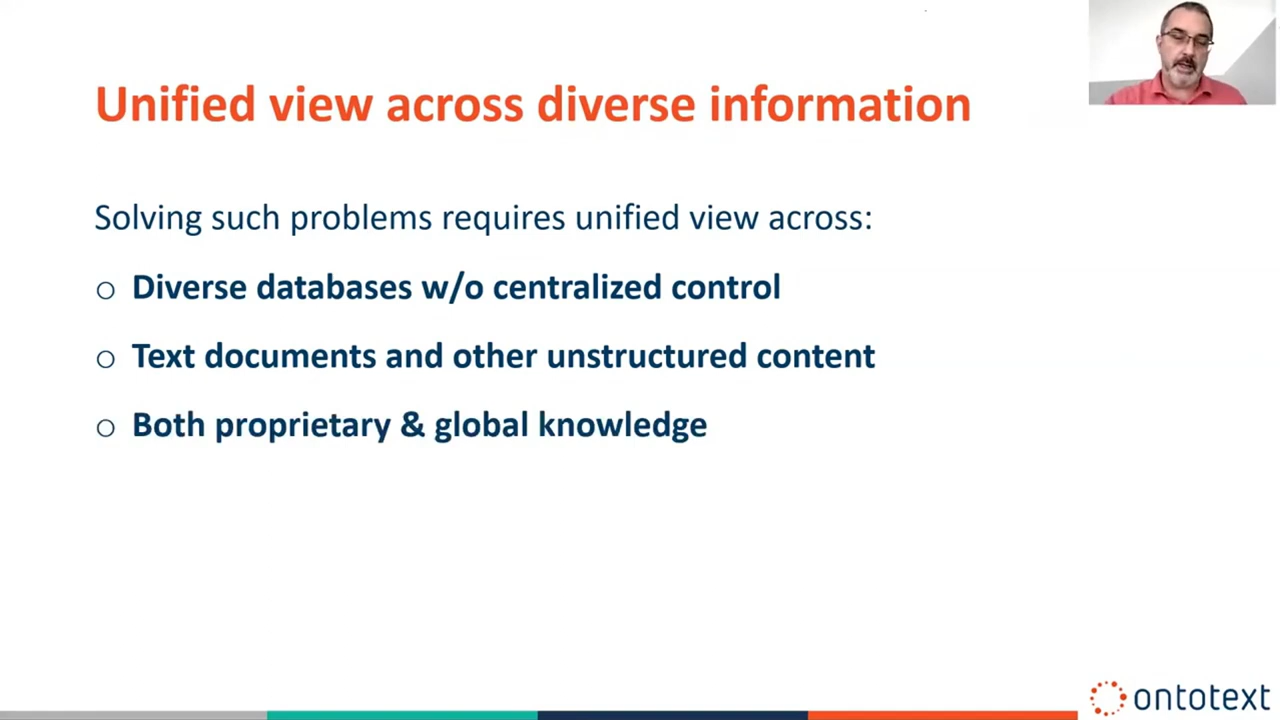 Unified view across diverse information
Solving such problems requires unified view across:
Diverse databases w/o centralized control
Text documents and other unstructured content
Both proprietary & global knowledge
ontotext